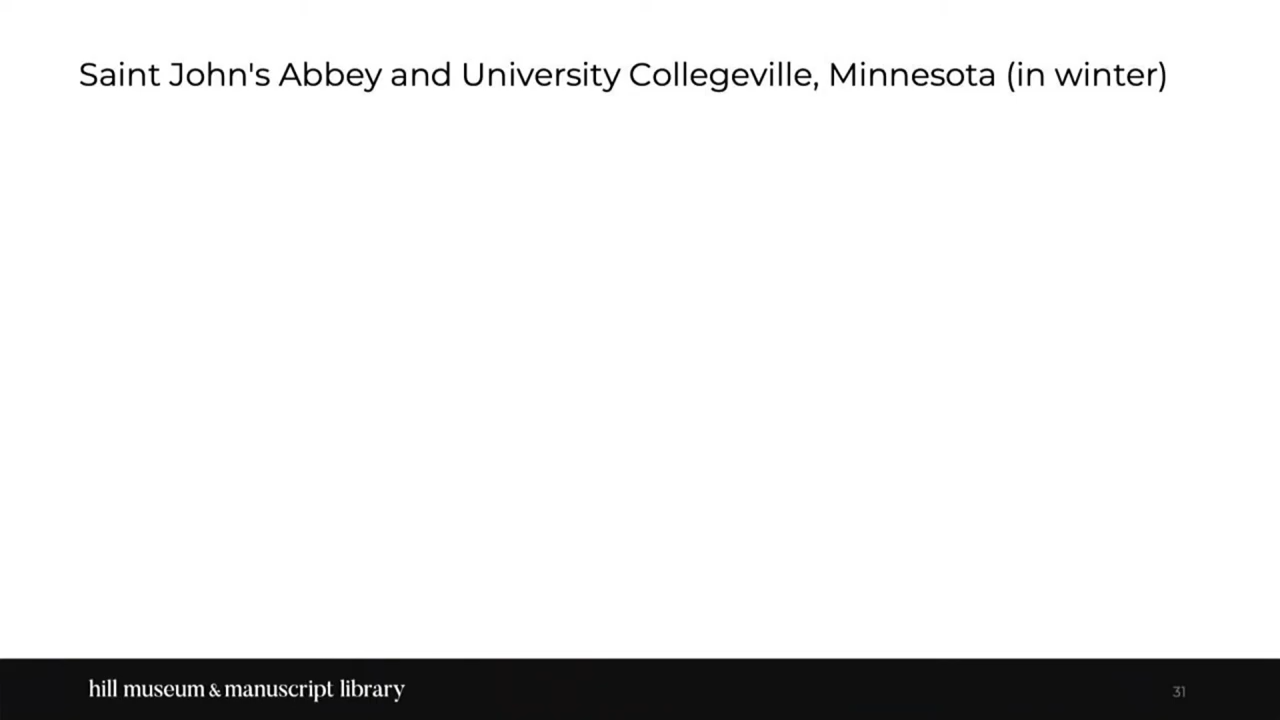 Saint John's Abbey and University Collegeville, Minnesota (in winter)
hill museum & manuscript library
31